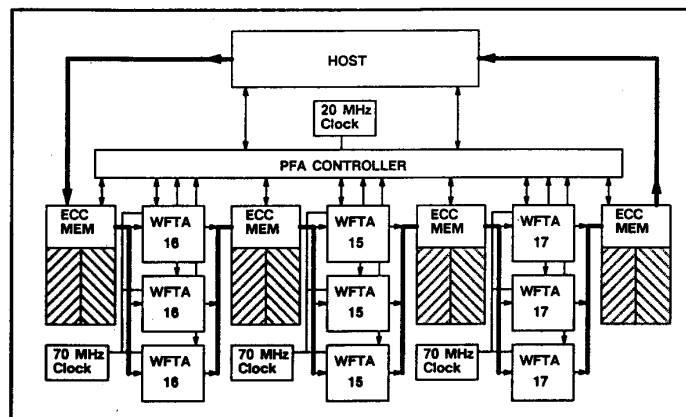 HOST
20 MHz
Clock
PFA CONTROLLER
ECC
MEM
WFTA
16
ECC
MEM
WFTA
15
ECC
MEM
WFTA
17
ECC
MEM
WFTA
16
WFTA
15
WFTA
17
70 MHz
Clock
WFTA
16
70 MHz
Clock
WFTA
15
70 MHz
Clock
WFTA
17